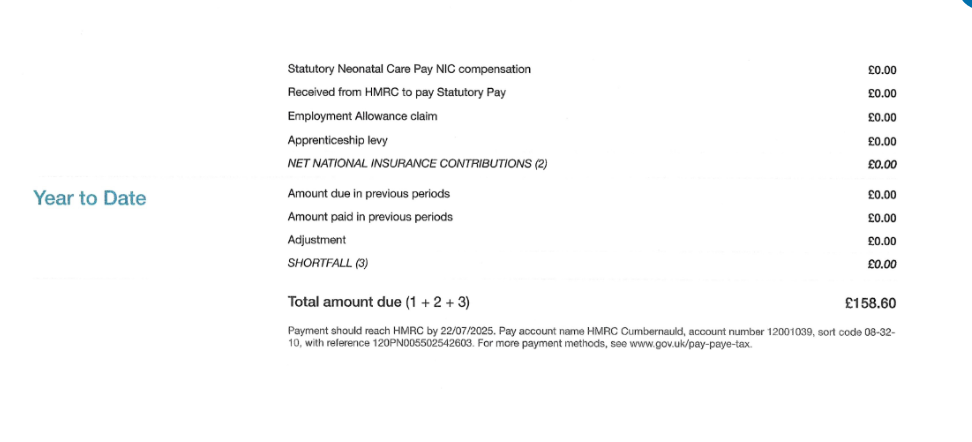 Statutory Neonatal Care Pay NIC compensation £0.00
Received from HMRC to pay Statutory Pay £0.00
Employment Allowance claim £0.00
Apprenticeship levy £0.00
NET NATIONAL INSURANCE CONTRIBUTIONS (2) £0.00
Year to Date
Amount due in previous periods £0.00
Amount paid in previous periods £0.00
Adjustment £0.00
SHORTFALL (3) £0.00
Total amount due (1 + 2 + 3) £158.60
Payment should reach HMRC by 22/07/2025. Pay account name HMRC Cumbernauld, account number 12001039, sort code 08-32-
10, with reference 120PN005502542603. For more payment methods, see www.gov.uk/pay-paye-tax.